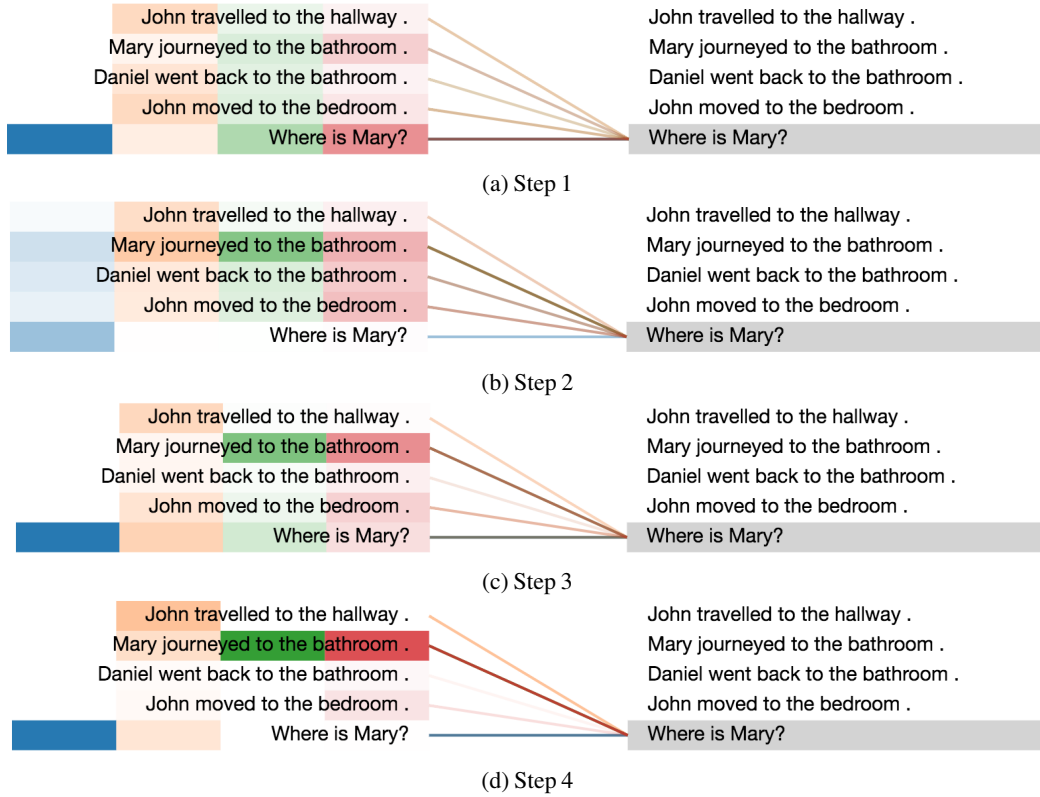 John travelled to the hallway . John travelled to the hallway .
Mary journeyed to the bathroom . Mary journeyed to the bathroom .
Daniel went back to the bathroom . Daniel went back to the bathroom .
John moved to the bedroom . John moved to the bedroom .
Where is Mary? Where is Mary?
(a) Step 1
John travelled to the hallway . John travelled to the hallway .
Mary journeyed to the bathroom . Mary journeyed to the bathroom .
Daniel went back to the bathroom . Daniel went back to the bathroom .
John moved to the bedroom . John moved to the bedroom .
Where is Mary? Where is Mary?
(b) Step 2
John travelled to the hallway . John travelled to the hallway .
Mary journeyed to the bathroom . Mary journeyed to the bathroom .
Daniel went back to the bathroom . Daniel went back to the bathroom .
John moved to the bedroom . John moved to the bedroom .
Where is Mary? Where is Mary?
(c) Step 3
John travelled to the hallway . John travelled to the hallway .
Mary journeyed to the bathroom . Mary journeyed to the bathroom .
Daniel went back to the bathroom . Daniel went back to the bathroom .
John moved to the bedroom . John moved to the bedroom .
Where is Mary? Where is Mary?
(d) Step 4